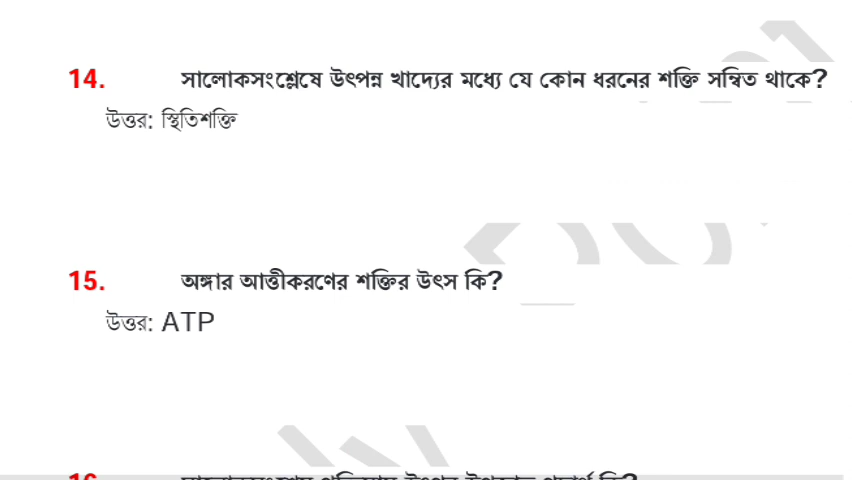 14. সালোকসংশ্লেষে উৎপন্ন খাদ্যের মধ্যে যে কোন ধরনের শক্তি সন্বিত থাকে?
উত্তর: স্থিতিশক্তি
15. অঙ্গার আত্তীকরণের শক্তির উৎস কি?
উত্তর: ATP